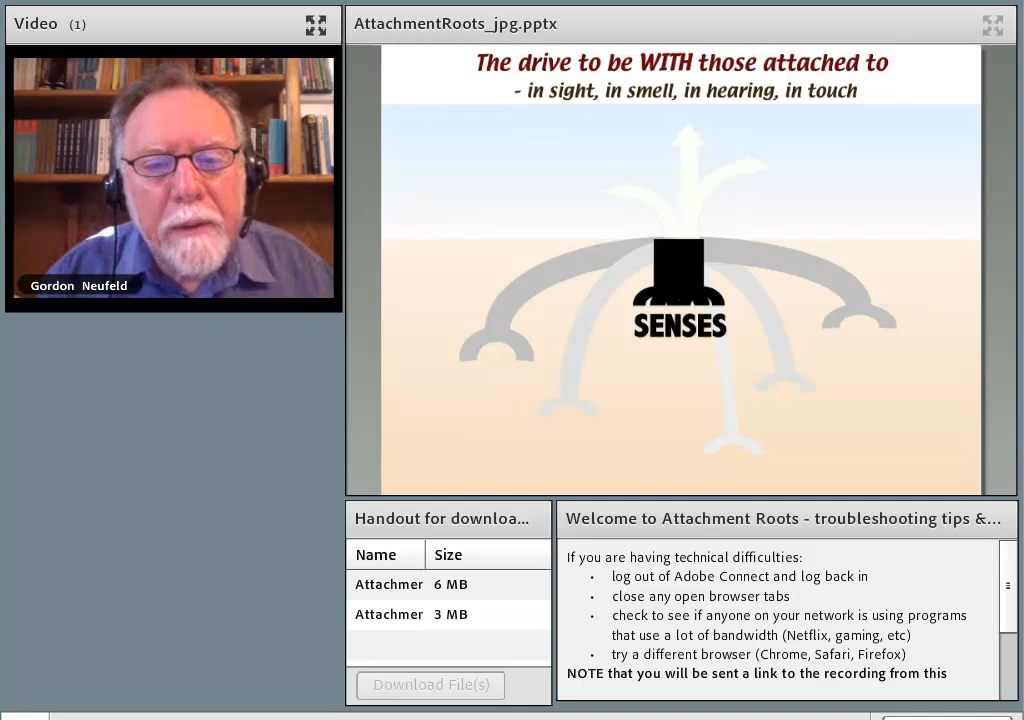 Video (1)
Gordon Neufeld
AttachmentRoots_jpg.pptx
The drive to be WITH those attached to
- in sight, in smell, in hearing, in touch
SENSES
Handout for downloa...
Name Size
Attachmer 6 MB
Attachmer 3 MB
Download File(s)
Welcome to Attachment Roots - troubleshooting tips &...
If you are having technical difficulties:
• log out of Adobe Connect and log back in
• close any open browser tabs
• check to see if anyone on your network is using programs
that use a lot of bandwidth (Netflix, gaming, etc)
• try a different browser (Chrome, Safari, Firefox)
NOTE that you will be sent a link to the recording from this